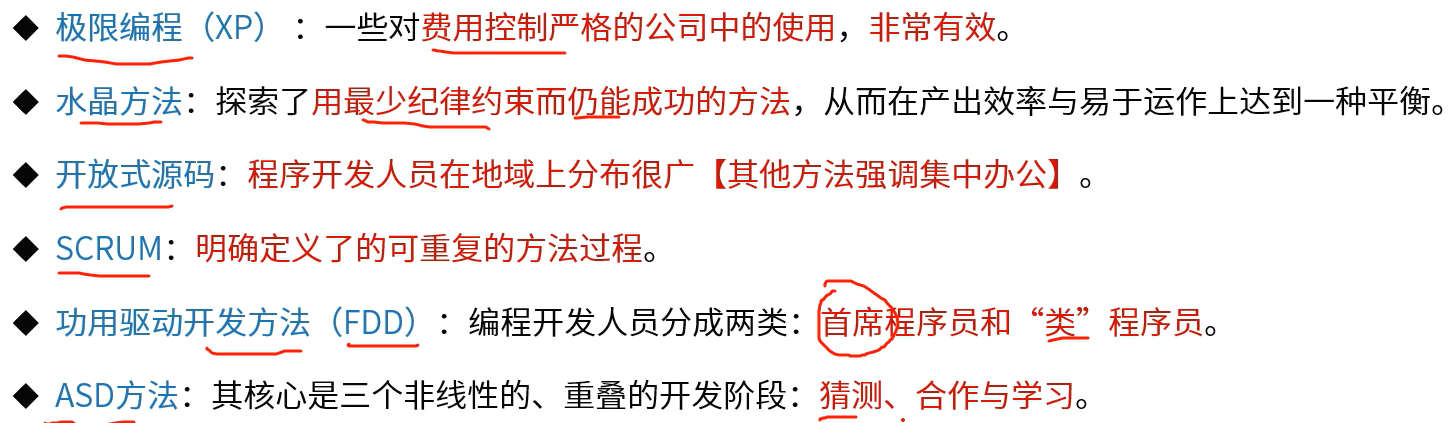 ◆ 极限编程（XP）：一些对费用控制严格的公司中的使用，非常有效。
◆ 水晶方法：探索了用最少纪律约束而仍能成功的方法，从而在产出效率与易于运作上达到一种平衡。
◆ 开放式源码：程序开发人员在地域上分布很广【其他方法强调集中办公】。
◆ SCRUM：明确定义了的可重复的方法过程。
◆ 功用驱动开发方法（FDD）：编程开发人员分成两类：首席程序员和“类”程序员。
◆ ASD方法：其核心是三个非线性的、重叠的开发阶段：猜测、合作与学习。